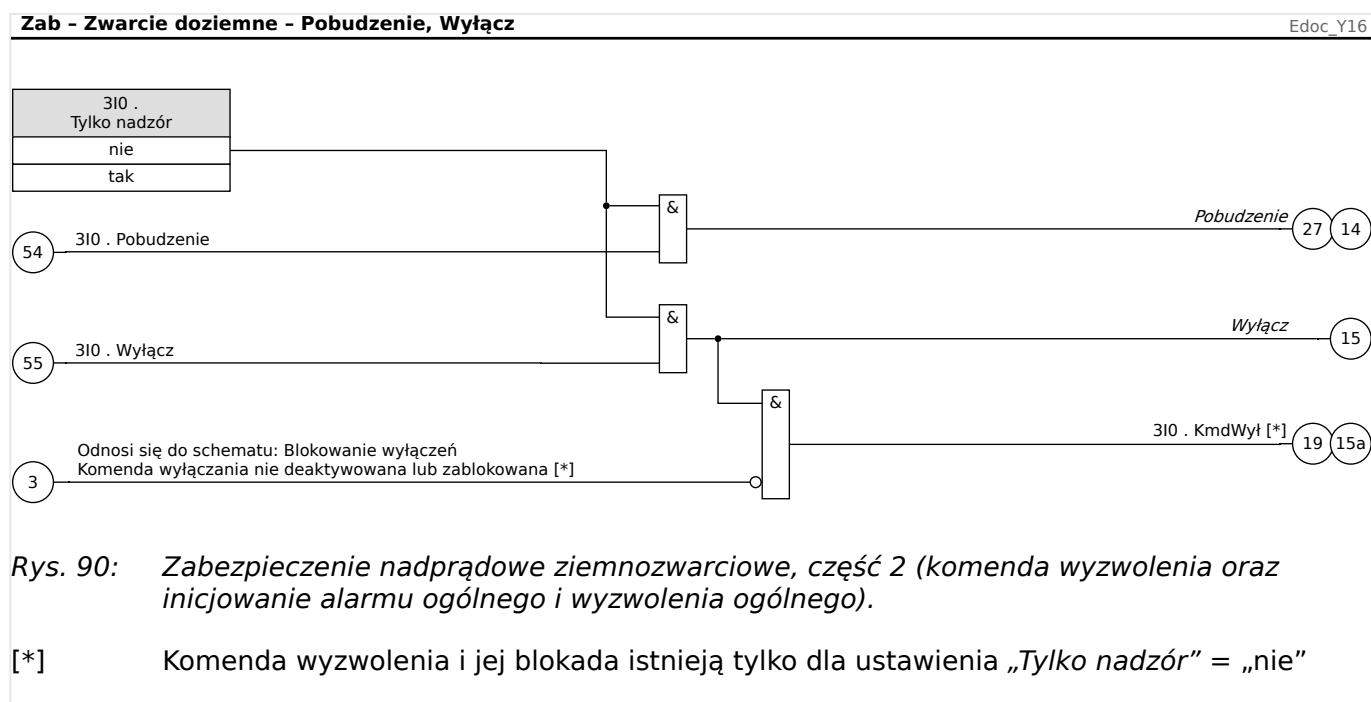 Zab – Zwarcie doziemne – Pobudzenie, Wyłącz
Edoc_Y16
3I0 .
Tylko nadzór
nie
tak
&
Pobudzenie
27
14
54
3I0 . Pobudzenie
&
Wyłącz
15
55
3I0 . Wyłącz
&
3I0 . KmdWył [*]
19
15a
3
Odnosi się do schematu: Blokowanie wyłączeń
Komenda wyłączania nie deaktywowana lub zablokowana [*]
Rys. 90: Zabezpieczenie nadprądowe ziemnozwarciowe, część 2 (komenda wyzwolenia oraz
inicjowanie alarmu ogólnego i wyzwolenia ogólnego).
[*] Komenda wyzwolenia i jej blokada istnieją tylko dla ustawienia „Tylko nadzór” = „nie”